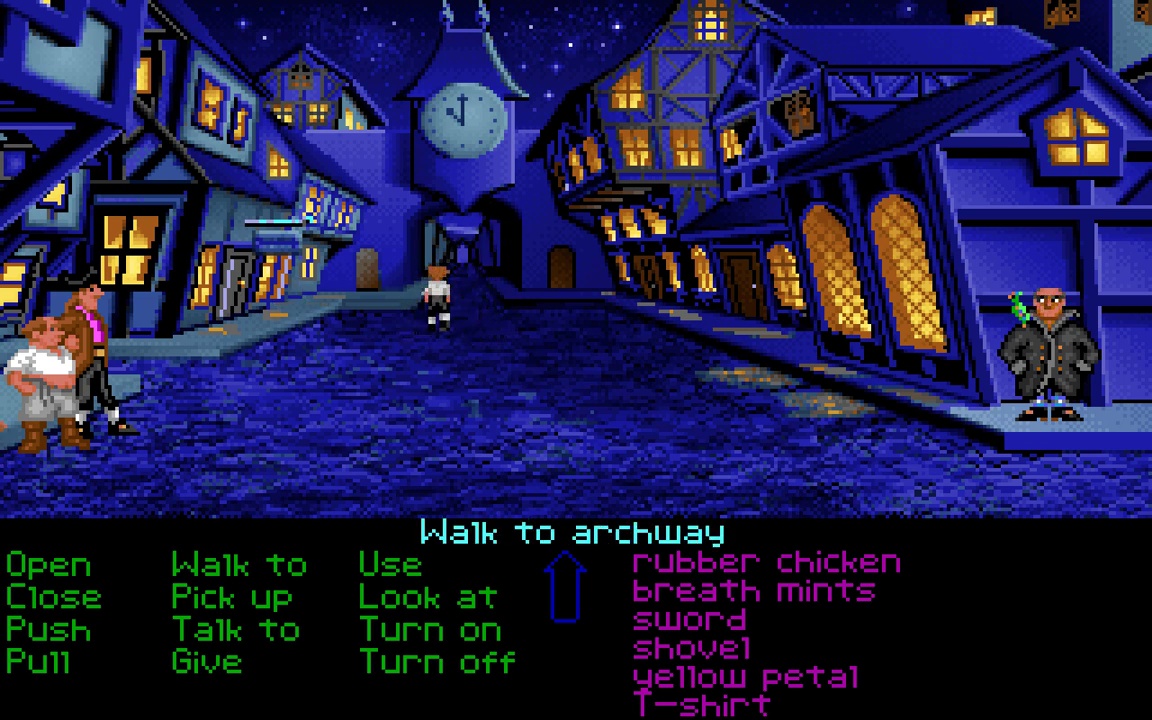 Walk to archway
Open Walk to Use
Close Pick up Look at
Push Talk to Turn on
Pull Give Turn off
rubber chicken
breath mints
sword
shovel
yellow petal
T-shirt